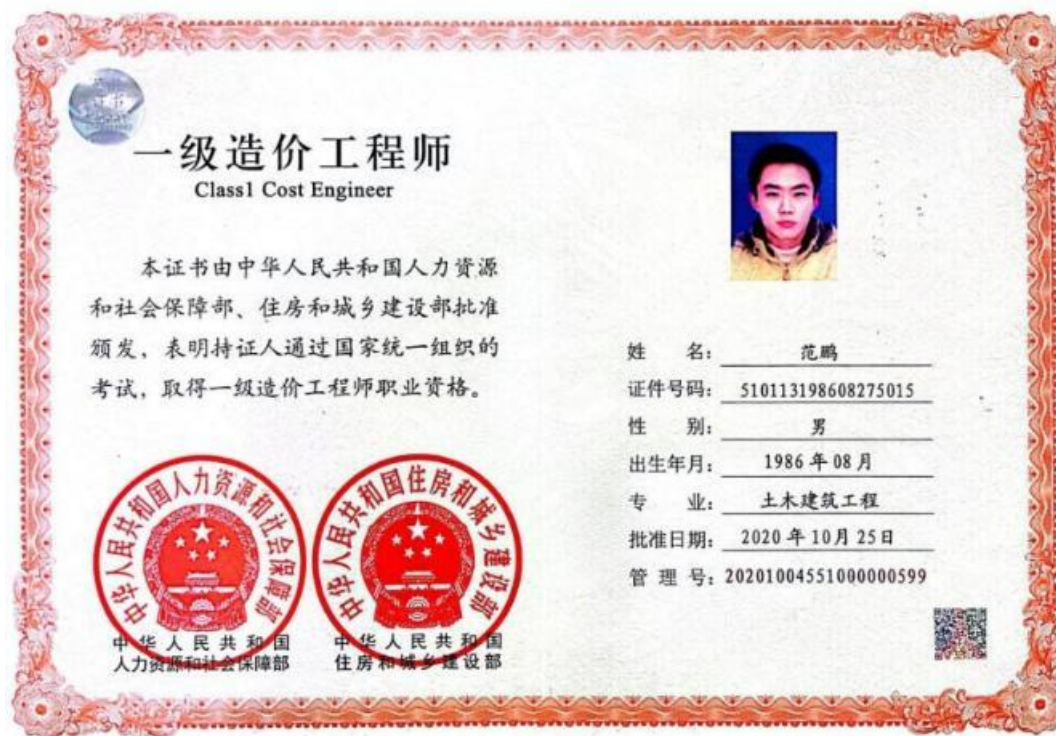 一级造价工程师
Class1 Cost Engineer
本证书由中华人民共和国人力资源
和社会保障部、住房和城乡建设部批准
颁发，表明持证人通过国家统一组织的
考试，取得一级造价工程师职业资格。
中华人民共和国人力资源和社会保障部
中华人民共和国住房和城乡建设部
中华人民共和国
人力资源和社会保障部
中华人民共和国
住房和城乡建设部
姓 名：范鹏
证件号码：510113198608275015
性 别：男
出生年月：1986年08月
专 业：土木建筑工程
批准日期：2020年10月25日
管 理 号：20201004551000000599